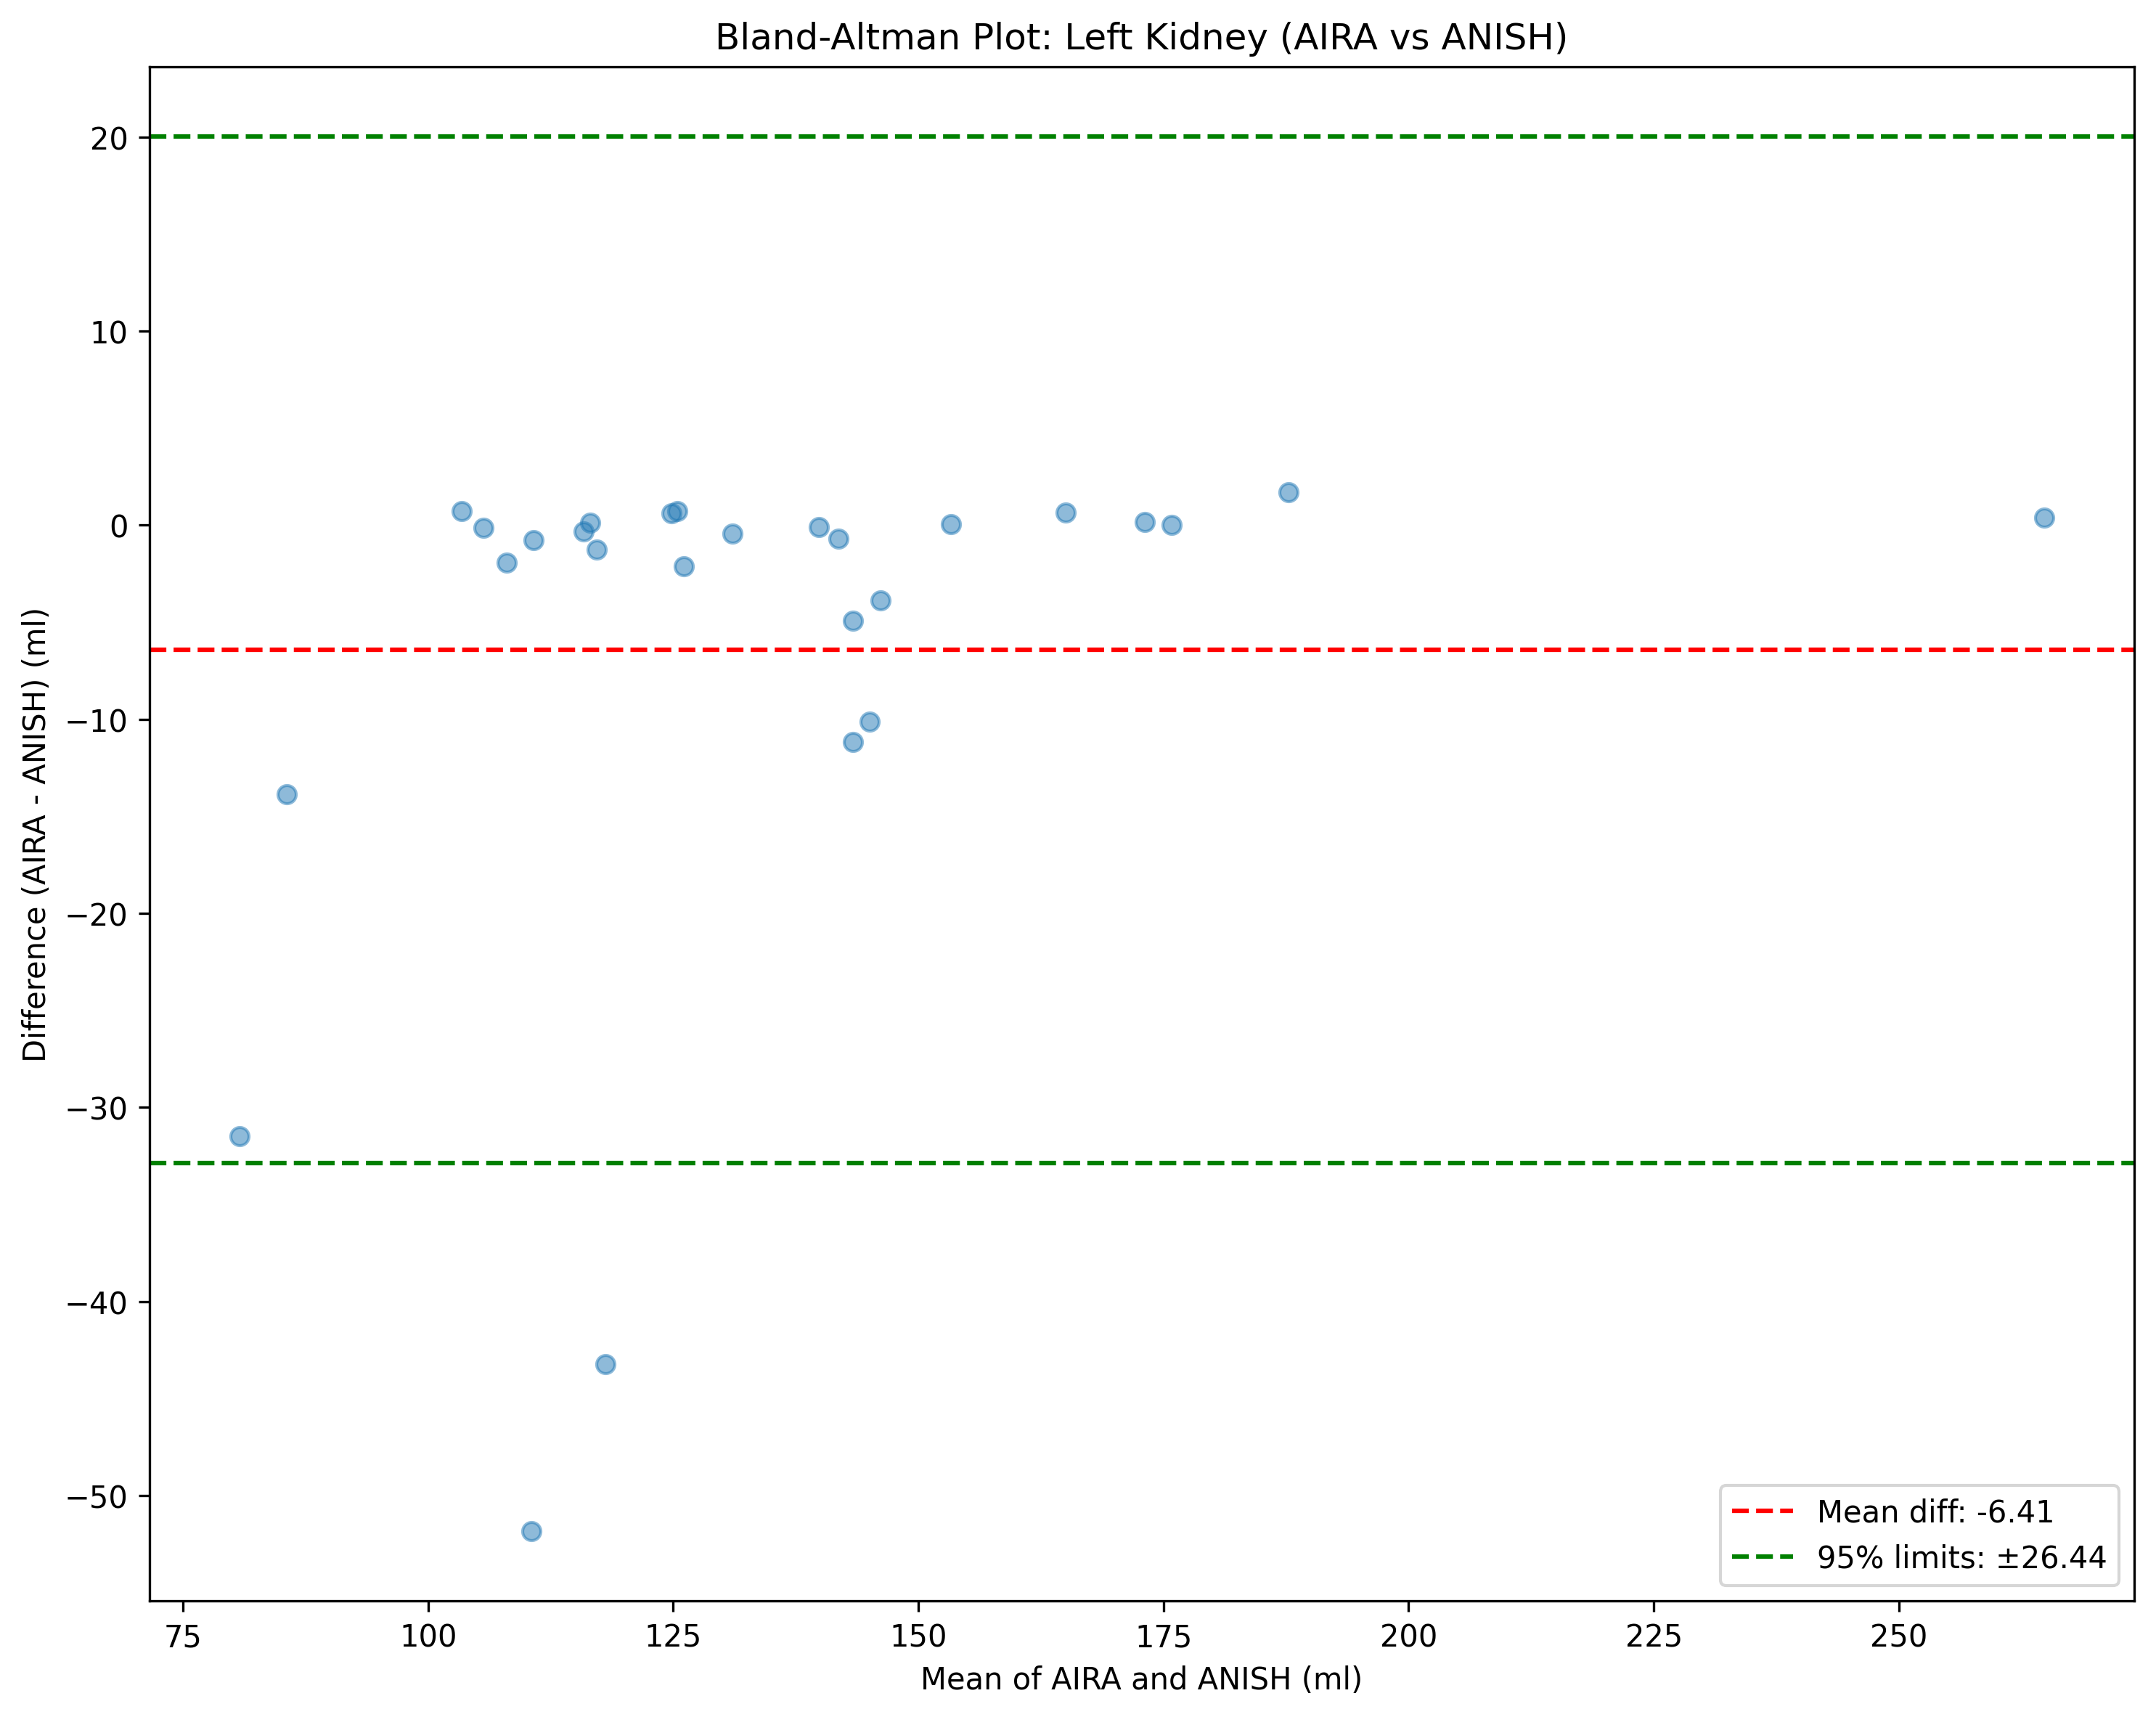 Bland-Altman Plot: Left Kidney (AIRA vs ANISH)
20
10
0
−10
−20
−30
−40
−50
Difference (AIRA - ANISH) (ml)
75 100 125 150 175 200 225 250
Mean of AIRA and ANISH (ml)
Mean diff: -6.41
95% limits: ±26.44